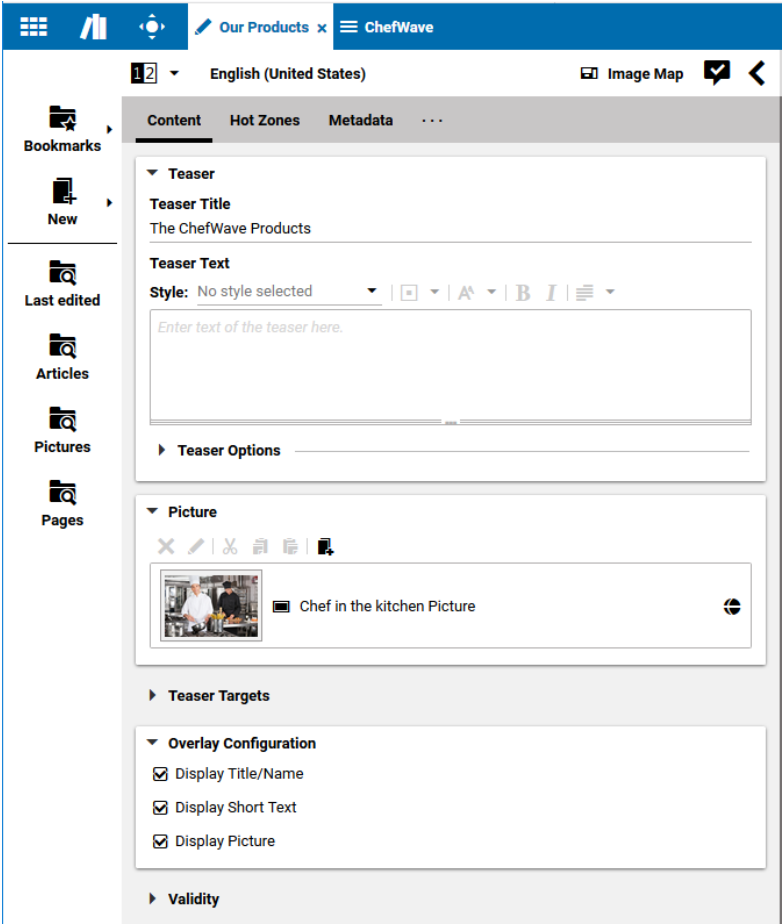 Our Products x
ChefWave
12
English (United States)
Image Map
Bookmarks
New
Last edited
Articles
Pictures
Pages
Content Hot Zones Metadata ...
Teaser
Teaser Title
The ChefWave Products
Teaser Text
Style: No style selected A B I
Enter text of the teaser here.
Teaser Options
Picture
Chef in the kitchen Picture
Teaser Targets
Overlay Configuration
Display Title/Name
Display Short Text
Display Picture
Validity